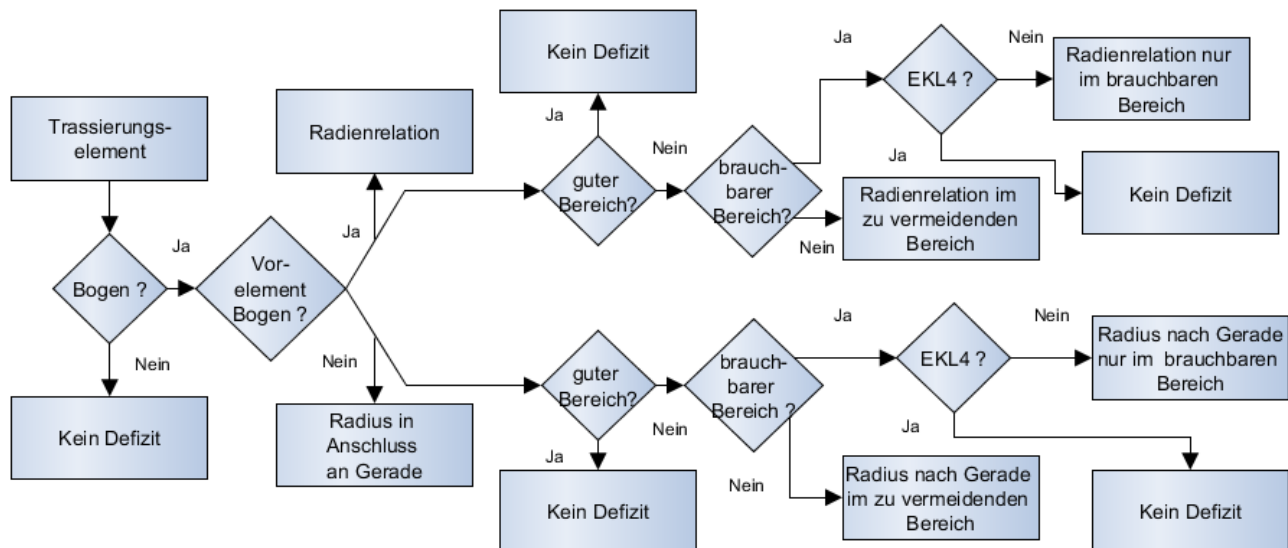 Trassierungs-
element
Bogen ?
Ja
Nein
Kein Defizit
Vor-
element
Bogen ?
Ja
Radienrelation
Nein
Radius in
Anschluss
an Gerade
guter
Bereich?
Ja
Kein Defizit
Nein
brauch-
barer
Bereich?
Ja
EKL4 ?
Nein
Radienrelation nur
im brauchbaren
Bereich
Ja
Kein Defizit
Nein
Radienrelation im
zu vermeidenden
Bereich
guter
Bereich?
Ja
Kein Defizit
Nein
brauch-
barer
Bereich ?
Ja
EKL4 ?
Nein
Radius nach Gerade
nur im brauchbaren
Bereich
Ja
Kein Defizit
Nein
Radius nach Gerade
im zu vermeidenden
Bereich